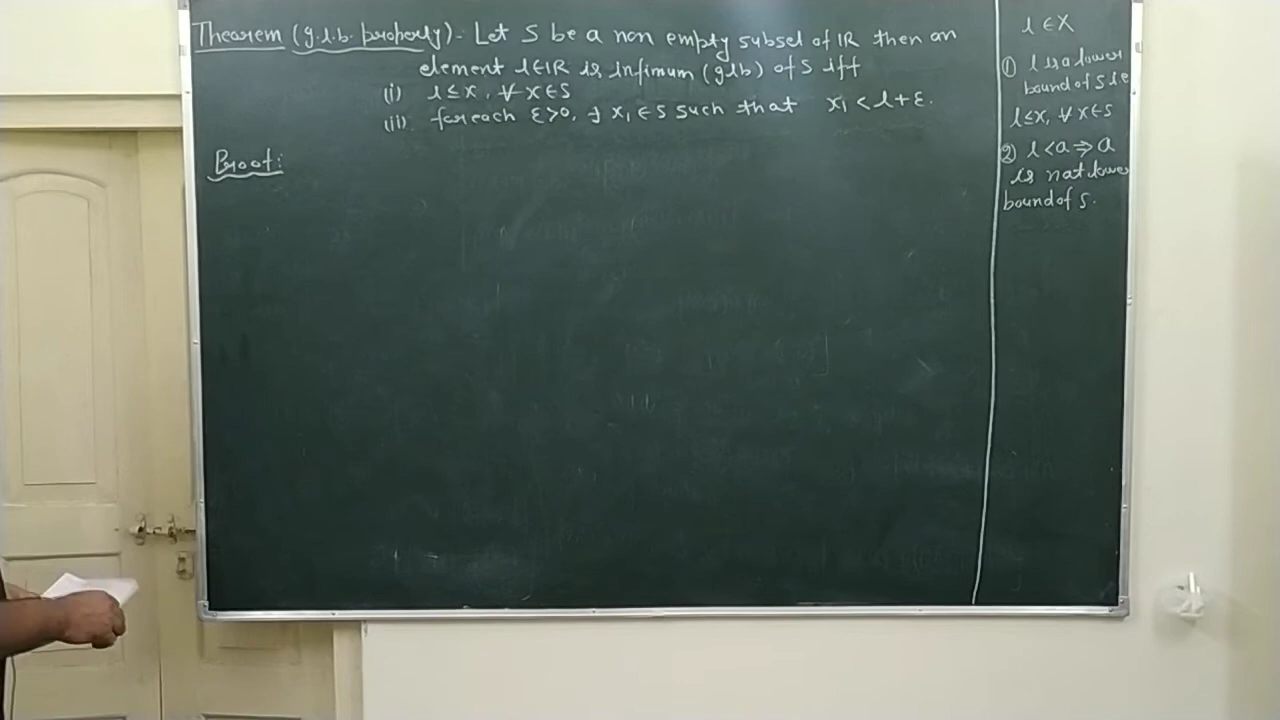 Theorem (g.l.b. property)- Let S be a non empty subset of IR then an
element l∈IR is infimum (glb) of S iff
(i) l ≤ x, ∀ x∈S
(ii) for each ε>0, ∃ x₁ ∈ S such that x₁ < l+ε.
Proof:
l ∈ X
① l is a lower
bound of S i.e
l ≤ x, ∀ x∈S
② l < a ⇒ a
is not lower
bound of S.